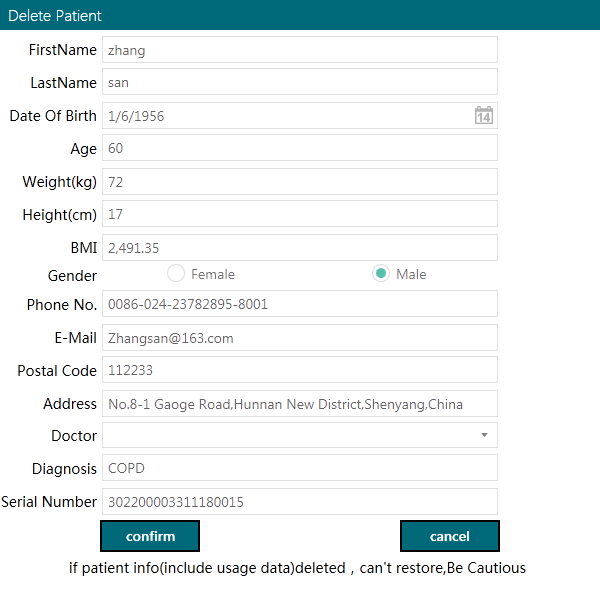 Delete Patient
FirstName zhang
LastName san
Date Of Birth 1/6/1956 14
Age 60
Weight(kg) 72
Height(cm) 17
BMI 2,491.35
Gender Female Male
Phone No. 0086-024-23782895-8001
E-Mail Zhangsan@163.com
Postal Code 112233
Address No.8-1 Gaoge Road,Hunnan New District,Shenyang,China
Doctor
Diagnosis COPD
Serial Number 302200003311180015
confirm cancel
if patient info(include usage data)deleted , can't restore,Be Cautious